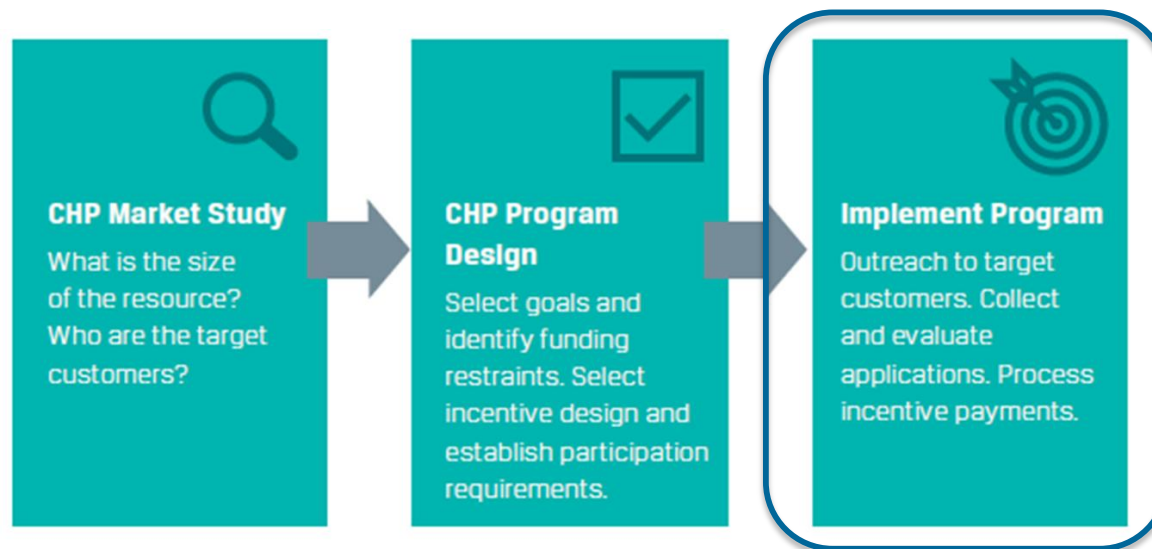 CHP Market Study
What is the size
of the resource?
Who are the target
customers?
CHP Program
Design
Select goals and
identify funding
restraints. Select
incentive design and
establish participation
requirements.
Implement Program
Outreach to target
customers. Collect
and evaluate
applications. Process
incentive payments.